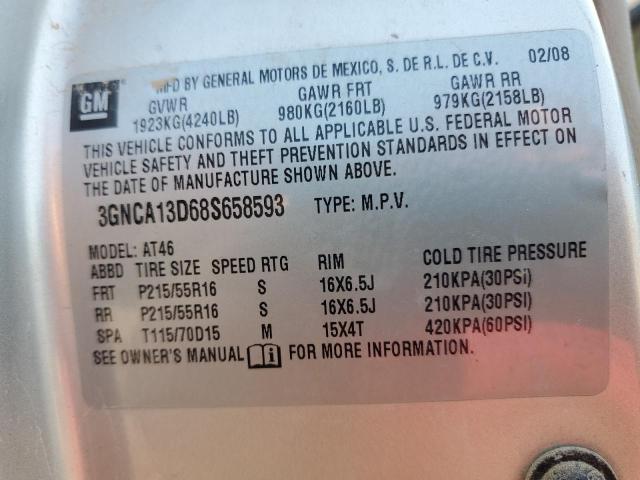 GM
MFD BY GENERAL MOTORS DE MEXICO, S. DE R.L. DE C.V. 02/08
GVWR GAWR FRT GAWR RR
1923KG(4240LB) 980KG(2160LB) 979KG(2158LB)
THIS VEHICLE CONFORMS TO ALL APPLICABLE U.S. FEDERAL MOTOR
VEHICLE SAFETY AND THEFT PREVENTION STANDARDS IN EFFECT ON
THE DATE OF MANUFACTURE SHOWN ABOVE.
3GNCA13D68S658593 TYPE: M.P.V.
MODEL: AT46
ABBD TIRE SIZE SPEED RTG RIM COLD TIRE PRESSURE
FRT P215/55R16 S 16X6.5J 210KPA(30PSI)
RR P215/55R16 S 16X6.5J 210KPA(30PSI)
SPA T115/70D15 M 15X4T 420KPA(60PSI)
SEE OWNER'S MANUAL FOR MORE INFORMATION.